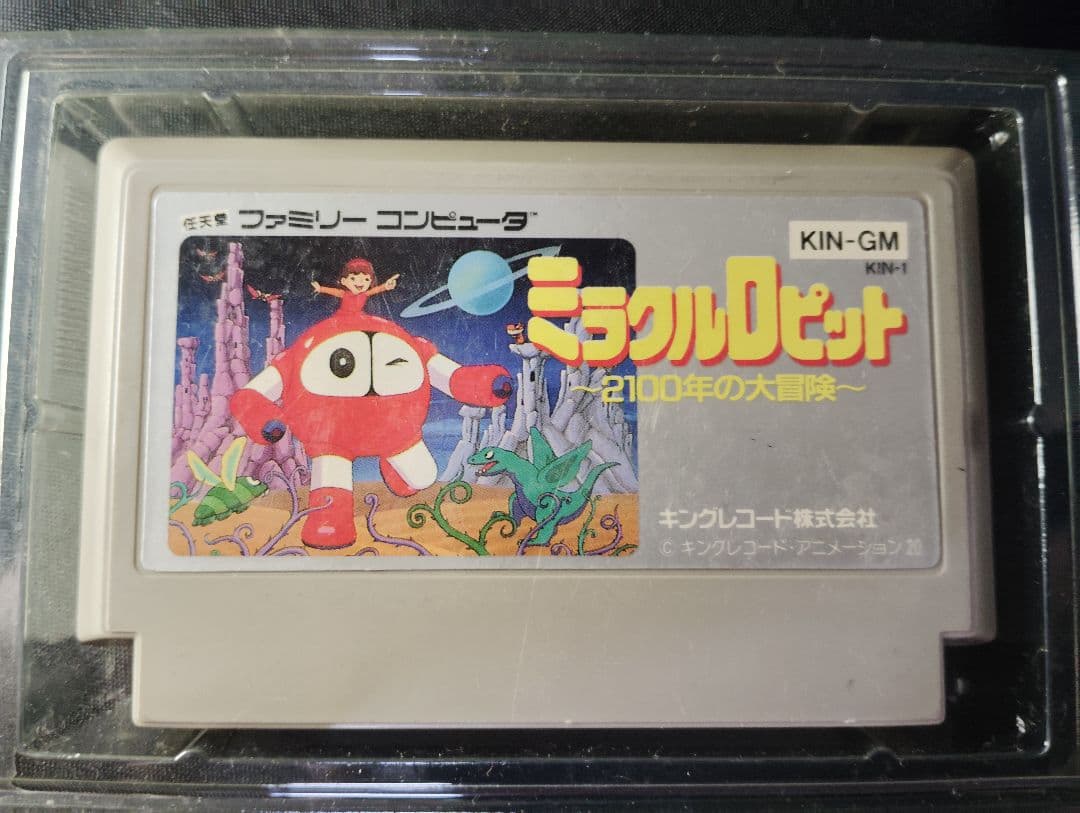 任天堂 ファミリー コンピュータ™
KIN-GM
KIN-1
ミラクルロピット
～2100年の大冒険～
キングレコード株式会社
© キングレコード・アニメーション20